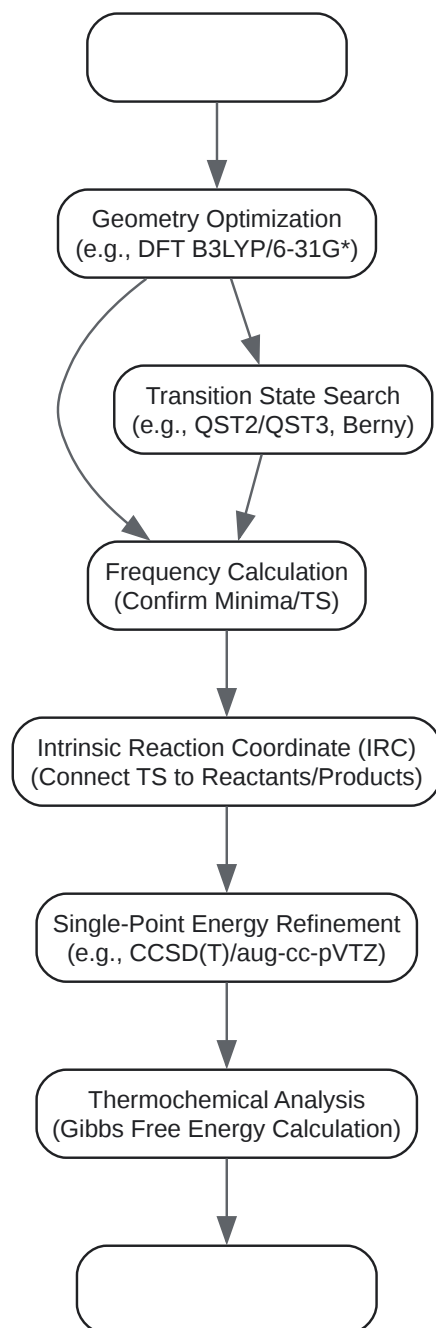 Geometry Optimization
(e.g., DFT B3LYP/6-31G*)
Transition State Search
(e.g., QST2/QST3, Berny)
Frequency Calculation
(Confirm Minima/TS)
Intrinsic Reaction Coordinate (IRC)
(Connect TS to Reactants/Products)
Single-Point Energy Refinement
(e.g., CCSD(T)/aug-cc-pVTZ)
Thermochemical Analysis
(Gibbs Free Energy Calculation)